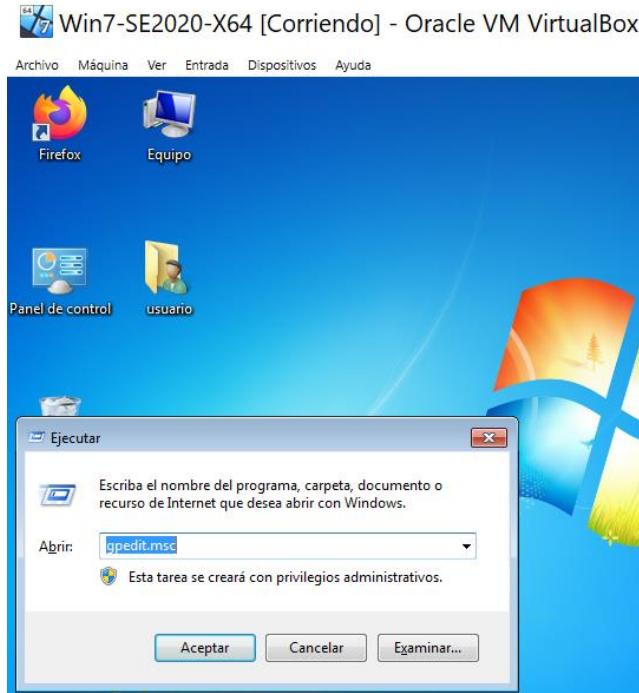 64
7
Win7-SE2020-X64 [Corriendo] - Oracle VM VirtualBox
Archivo Máquina Ver Entrada Dispositivos Ayuda
Firefox Equipo
Panel de control usuario
Ejecutar
Escriba el nombre del programa, carpeta, documento o
recurso de Internet que desea abrir con Windows.
Abrir: gpedit.msc
Esta tarea se creará con privilegios administrativos.
Aceptar Cancelar Examinar...